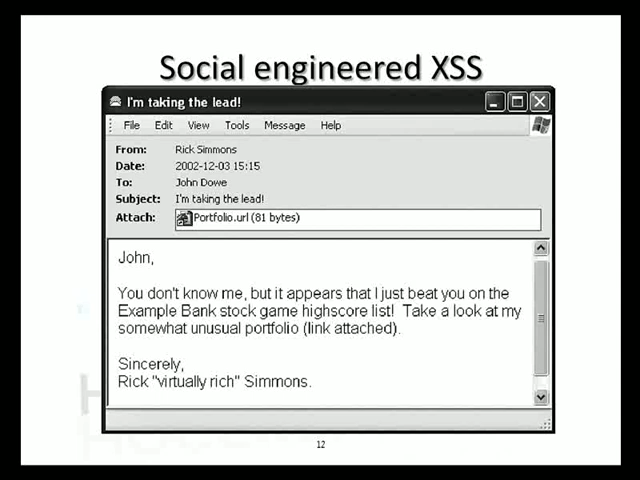 Social engineered XSS
I'm taking the lead!
File Edit View Tools Message Help
From: Rick Simmons
Date: 2002-12-03 15:15
To: John Dowe
Subject: I'm taking the lead!
Attach: Portfolio.url (81 bytes)
John,
You don't know me, but it appears that I just beat you on the
Example Bank stock game highscore list! Take a look at my
somewhat unusual portfolio (link attached).
Sincerely,
Rick "virtually rich" Simmons.
12